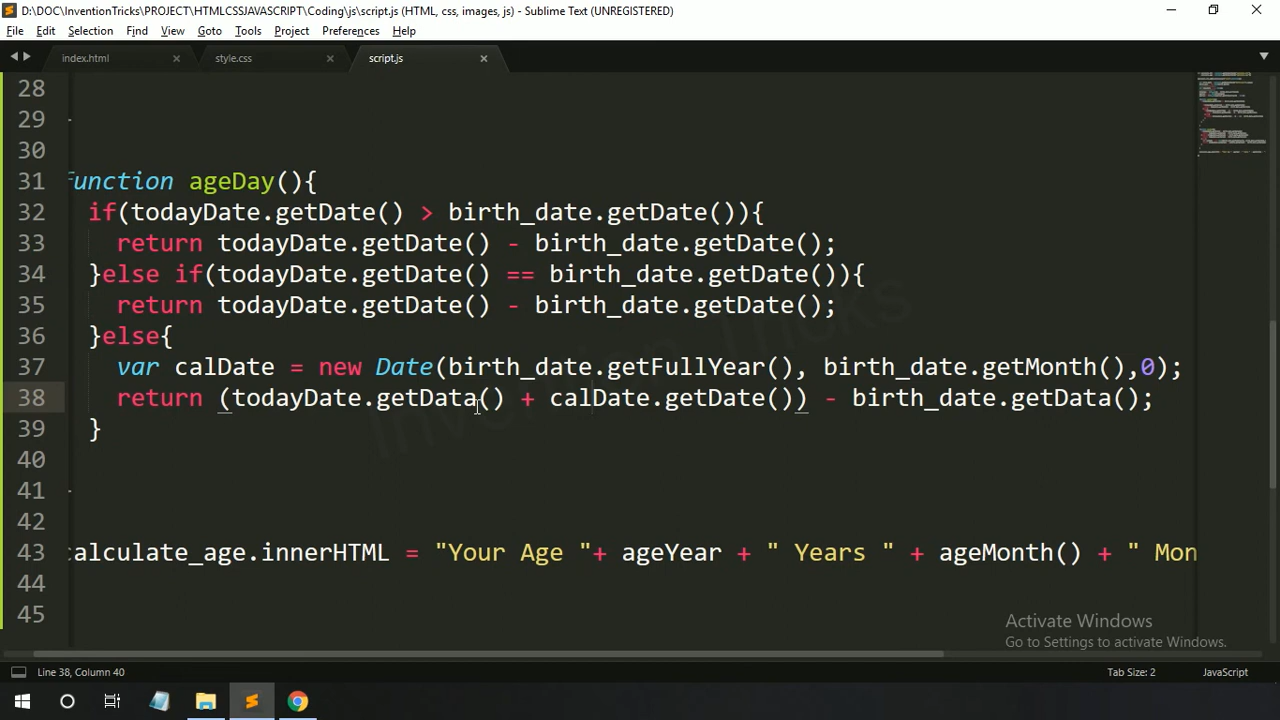 D:\DOC\InventionTricks\PROJECT\HTMLCSSJAVASCRIPT\Coding\js\script.js (HTML, css, images, js) - Sublime Text (UNREGISTERED)
File Edit Selection Find View Goto Tools Project Preferences Help
index.html style.css script.js
28
29
30
31 function ageDay(){
32 if(todayDate.getDate() > birth_date.getDate()){
33 return todayDate.getDate() - birth_date.getDate();
34 }else if(todayDate.getDate() == birth_date.getDate()){
35 return todayDate.getDate() - birth_date.getDate();
36 }else{
37 var calDate = new Date(birth_date.getFullYear(), birth_date.getMonth(),0);
38 return (todayDate.getData() + calDate.getDate()) - birth_date.getData();
39 }
40
41
42
43 calculate_age.innerHTML = "Your Age "+ ageYear + " Years " + ageMonth() + " Mon
44
45
Invention Tricks
Activate Windows
Go to Settings to activate Windows.
Line 38, Column 40 Tab Size: 2 JavaScript